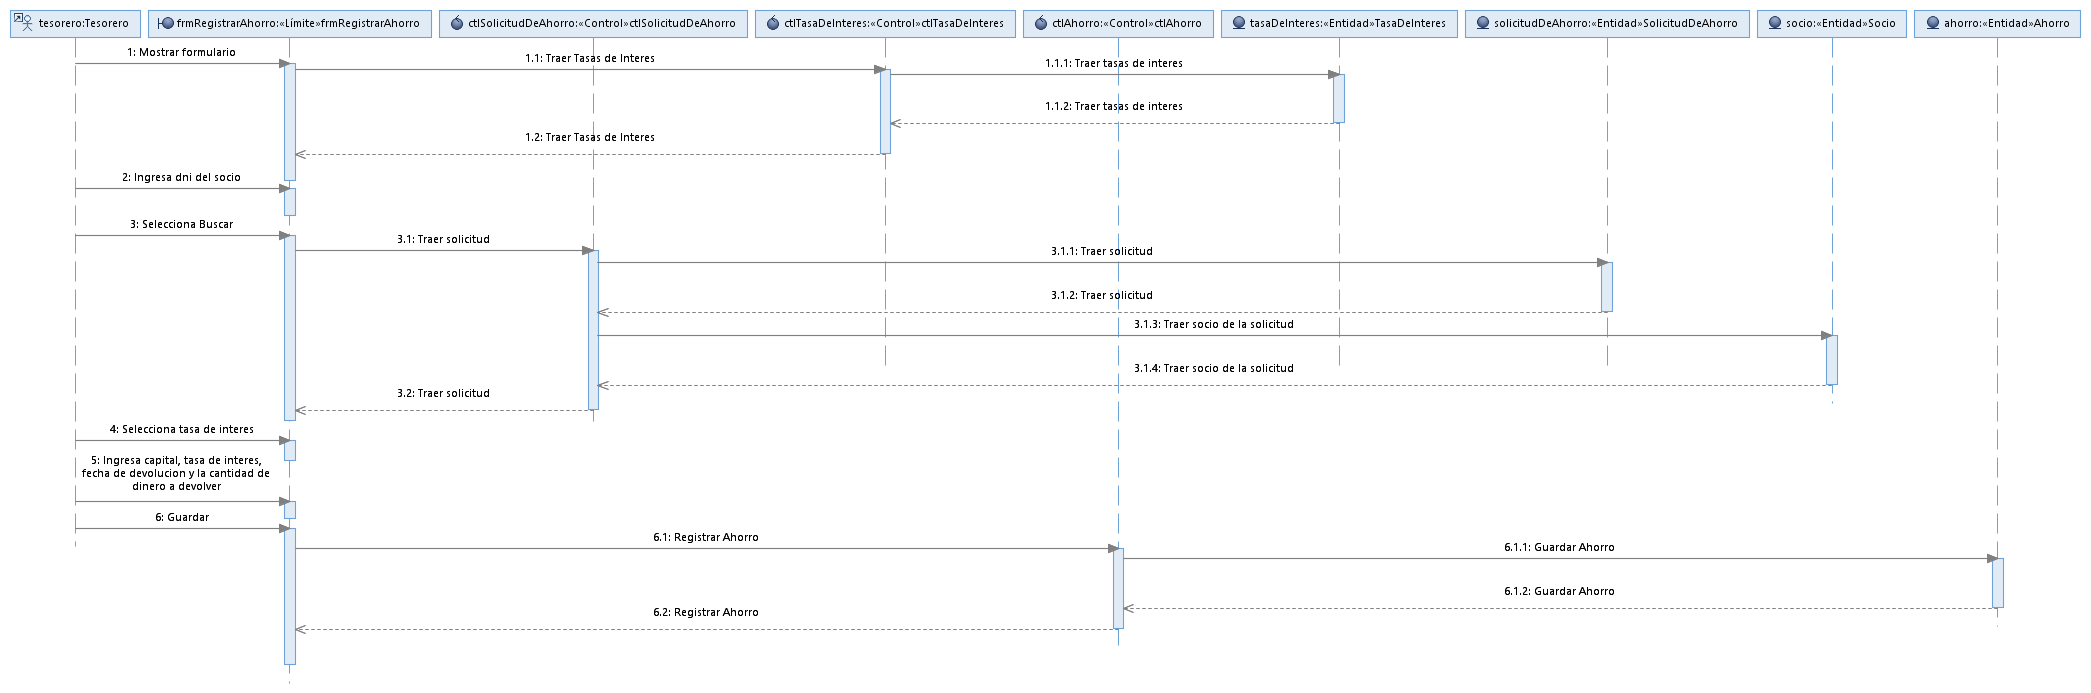 tesorero:Tesorero
frmRegistrarAhorro:«Límite»frmRegistrarAhorro
ctlSolicitudDeAhorro:«Control»ctlSolicitudDeAhorro
ctlTasaDeInteres:«Control»ctlTasaDeInteres
ctlAhorro:«Control»ctlAhorro
tasaDeInteres:«Entidad»TasaDeInteres
solicitudDeAhorro:«Entidad»SolicitudDeAhorro
socio:«Entidad»Socio
ahorro:«Entidad»Ahorro
1: Mostrar formulario
1.1: Traer Tasas de Interes
1.1.1: Traer tasas de interes
1.1.2: Traer tasas de interes
1.2: Traer Tasas de Interes
2: Ingresa dni del socio
3: Selecciona Buscar
3.1: Traer solicitud
3.1.1: Traer solicitud
3.1.2: Traer solicitud
3.1.3: Traer socio de la solicitud
3.1.4: Traer socio de la solicitud
3.2: Traer solicitud
4: Selecciona tasa de interes
5: Ingresa capital, tasa de interes,
fecha de devolucion y la cantidad de
dinero a devolver
6: Guardar
6.1: Registrar Ahorro
6.1.1: Guardar Ahorro
6.1.2: Guardar Ahorro
6.2: Registrar Ahorro